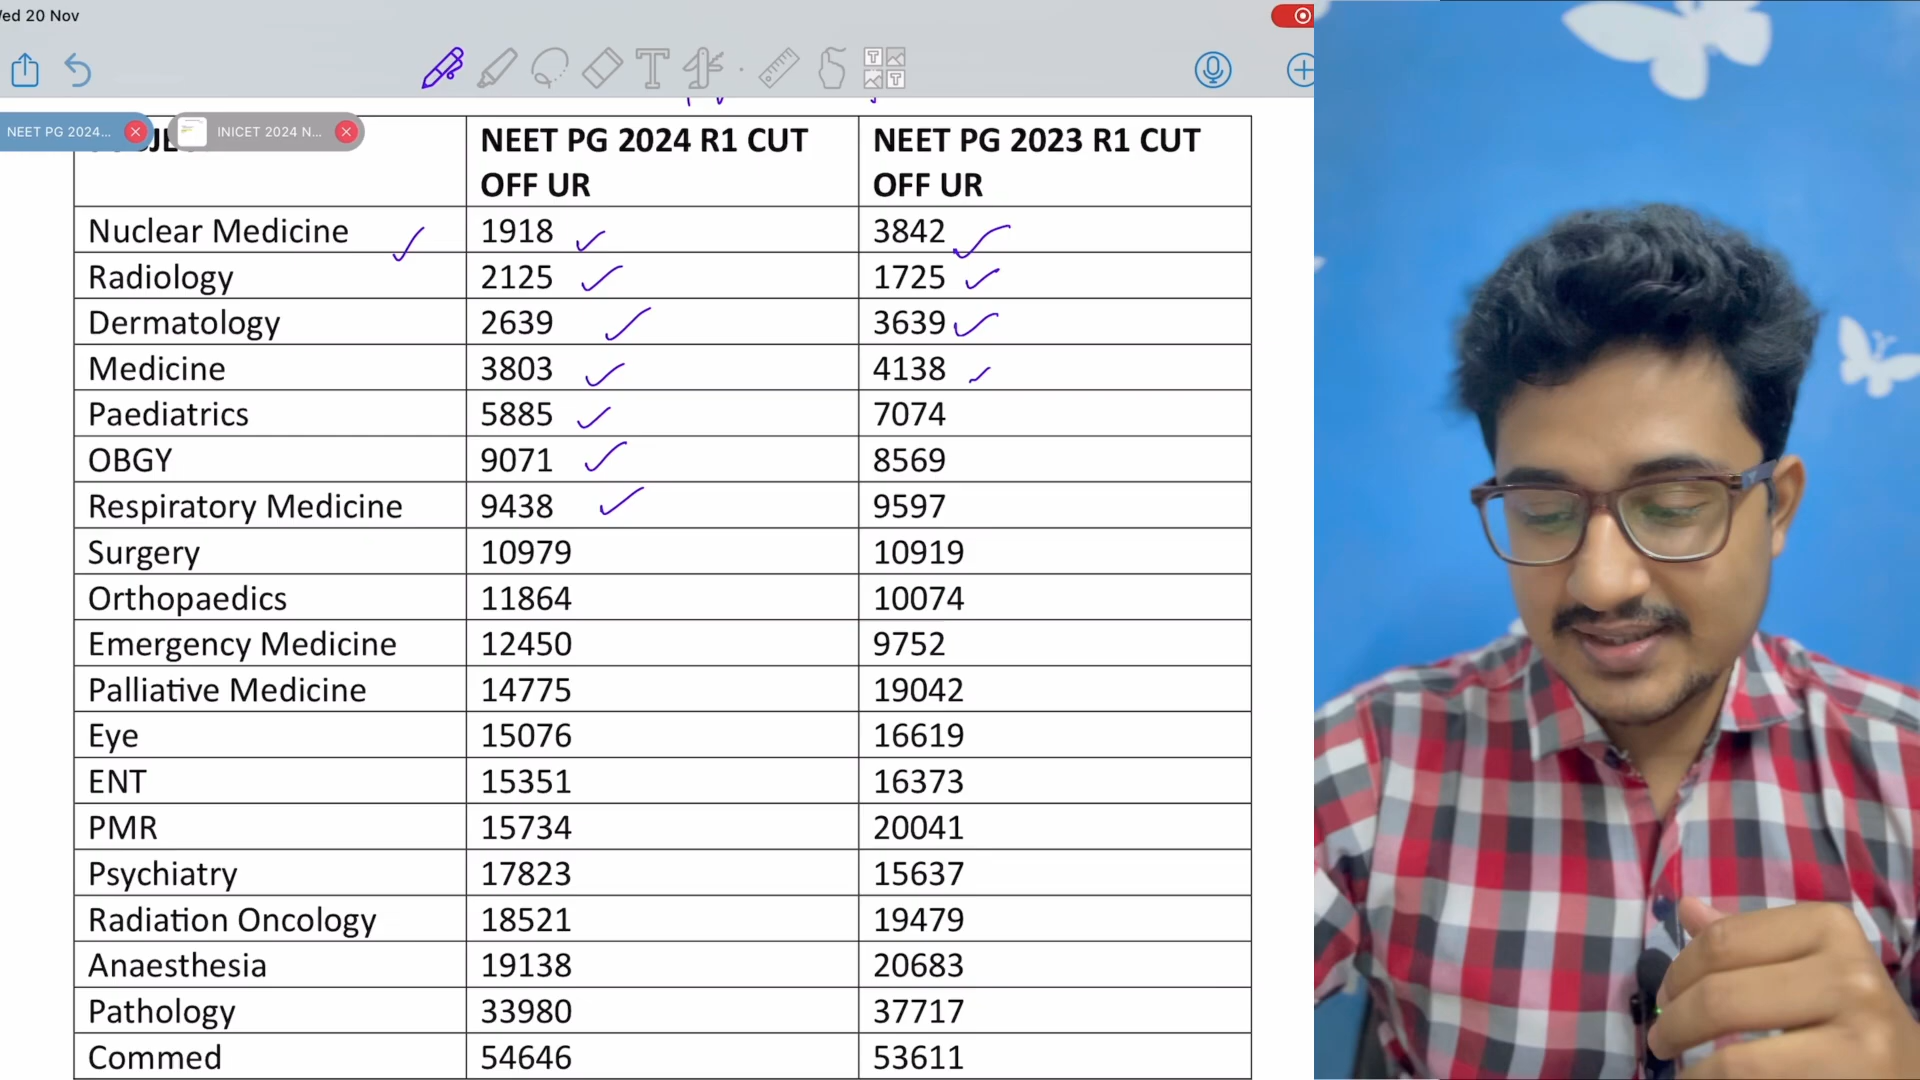 Wed 20 Nov
NEET PG 2024...
INICET 2024 N...
NEET PG 2024 R1 CUT
OFF UR
NEET PG 2023 R1 CUT
OFF UR
Nuclear Medicine 1918 3842
Radiology 2125 1725
Dermatology 2639 3639
Medicine 3803 4138
Paediatrics 5885 7074
OBGY 9071 8569
Respiratory Medicine 9438 9597
Surgery 10979 10919
Orthopaedics 11864 10074
Emergency Medicine 12450 9752
Palliative Medicine 14775 19042
Eye 15076 16619
ENT 15351 16373
PMR 15734 20041
Psychiatry 17823 15637
Radiation Oncology 18521 19479
Anaesthesia 19138 20683
Pathology 33980 37717
Commed 54646 53611